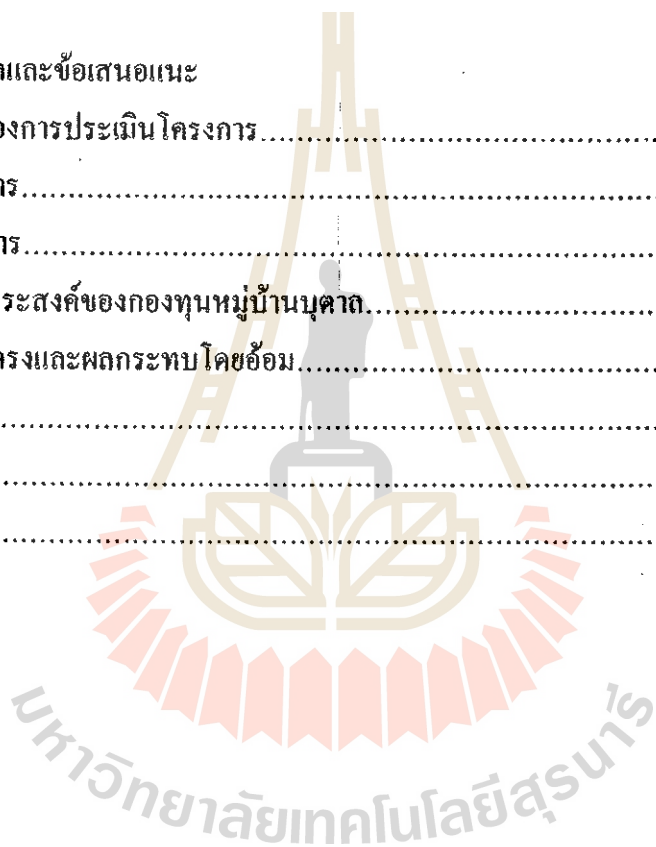 และข้อเสนอแนะ
องการประเมินโครงการ
าร
าร
ระสงค์ของกองทุนหมู่บ้านบุตาล
ตรงและผลกระทบโดยอ้อม
มหาวิทยาลัยเทคโนโลยีสุรนารี